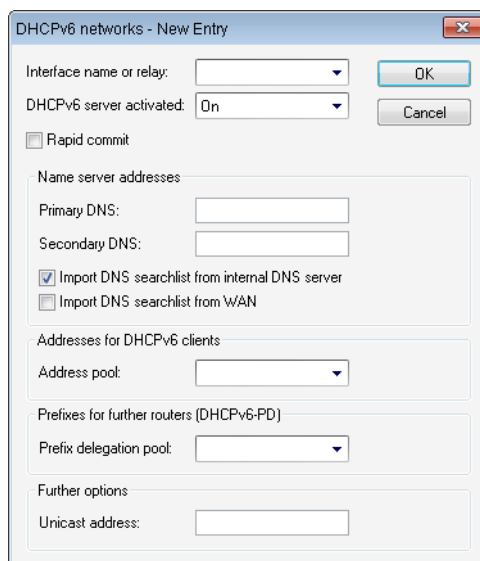 DHCPv6 networks - New Entry
Interface name or relay:
OK
DHCPv6 server activated: On
Cancel
Rapid commit
Name server addresses
Primary DNS:
Secondary DNS:
Import DNS searchlist from internal DNS server
Import DNS searchlist from WAN
Addresses for DHCPv6 clients
Address pool:
Prefixes for further routers (DHCPv6-PD)
Prefix delegation pool:
Further options
Unicast address: